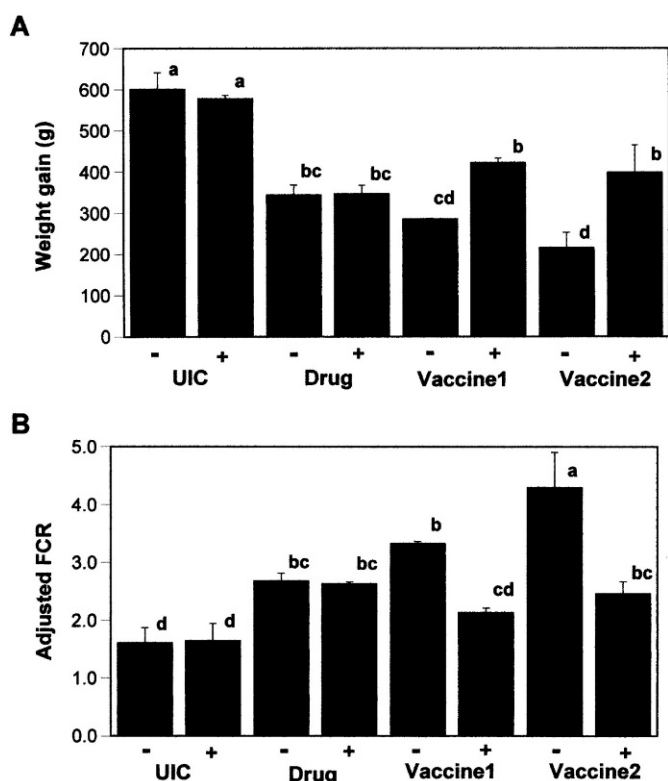 A
700
a
a
600
500
b
b
400
bc
bc
cd
300
d
200
100
0
Weight gain (g)
- + - + - + - +
UIC Drug Vaccine1 Vaccine2
B
5.0
a
4.0
b
3.0
bc
bc
bc
cd
2.0
d
d
1.0
0.0
Adjusted FCR
- + - + - + - +
UIC Drug Vaccine1 Vaccine2